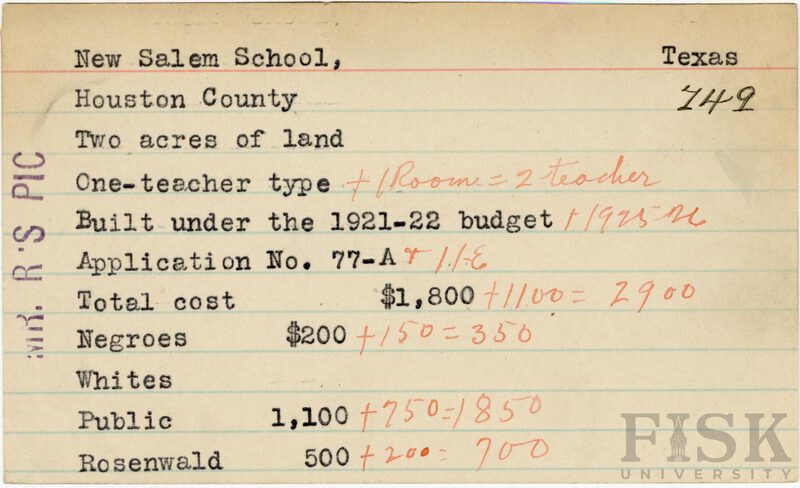 New Salem School, Texas
Houston County 749
Two acres of land
One-teacher type +1 Room = 2 teacher
Built under the 1921-22 budget +1925-26
Application No. 77-A + 11-E
Total cost $1,800 +1100 = 2900
Negroes $200 +150 = 350
Whites
Public 1,100 +750 = 1850
Rosenwald 500 +200 = 700
MR. R'S PIC
FISK
UNIVERSITY